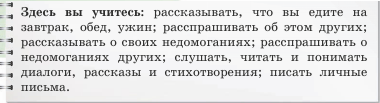 Здесь вы учитесь: рассказывать, что вы едите на
завтрак, обед, ужин; расспрашивать об этом других;
рассказывать о своих недомоганиях; расспрашивать о
недомоганиях других; слушать, читать и понимать
диалоги, рассказы и стихотворения; писать личные
письма.